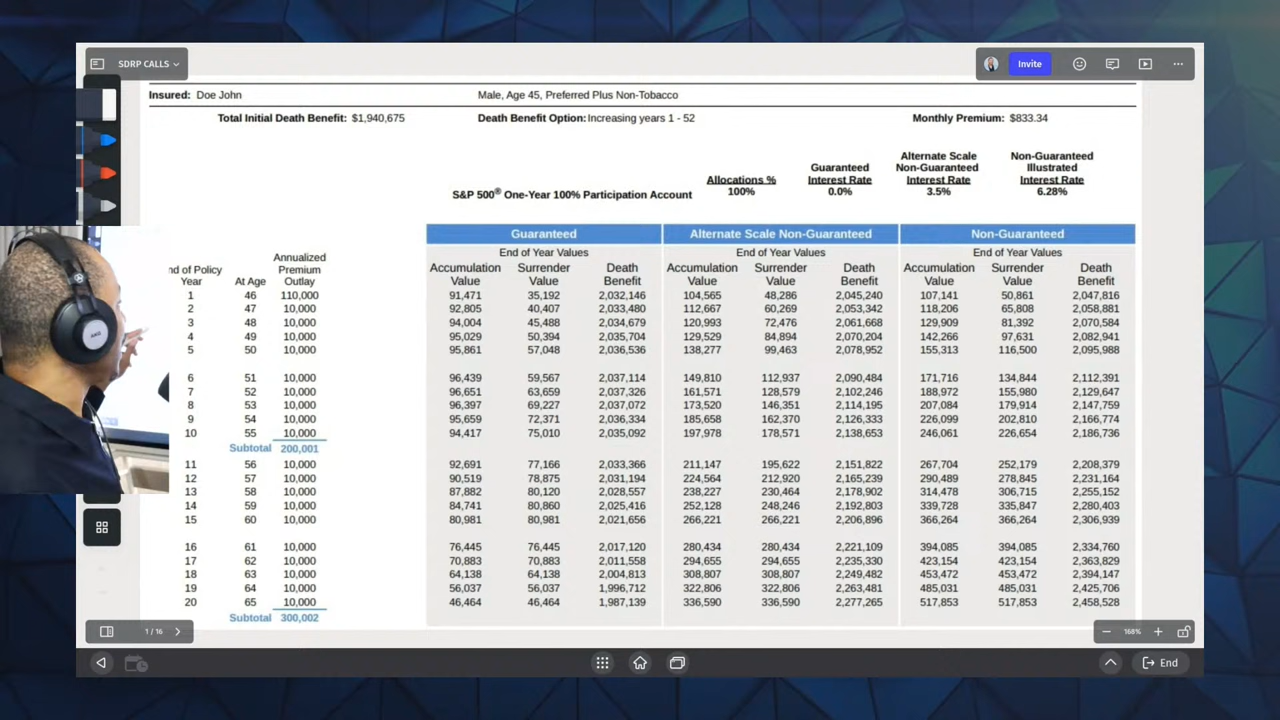 SDRP CALLS
Invite
Insured: Doe John Male, Age 45, Preferred Plus Non-Tobacco
Total Initial Death Benefit: $1,940,675 Death Benefit Option: Increasing years 1 - 52 Monthly Premium: $833.34
Allocations % Guaranteed Interest Rate Alternate Scale Non-Guaranteed Interest Rate Non-Guaranteed Illustrated Interest Rate
S&P 500® One-Year 100% Participation Account 100% 0.0% 3.5% 6.28%
Guaranteed Alternate Scale Non-Guaranteed Non-Guaranteed
End of Year Values End of Year Values End of Year Values
nd of Policy Year At Age Annualized Premium Outlay Accumulation Value Surrender Value Death Benefit Accumulation Value Surrender Value Death Benefit Accumulation Value Surrender Value Death Benefit
1 46 110,000 91,471 35,192 2,032,146 104,565 48,286 2,045,240 107,141 50,861 2,047,816
2 47 10,000 92,805 40,407 2,033,480 112,667 60,269 2,053,342 118,206 65,808 2,058,881
3 48 10,000 94,004 45,488 2,034,679 120,993 72,476 2,061,668 129,909 81,392 2,070,584
4 49 10,000 95,029 50,394 2,035,704 129,529 84,894 2,070,204 142,266 97,631 2,082,941
5 50 10,000 95,861 57,048 2,036,536 138,277 99,463 2,078,952 155,313 116,500 2,095,988
6 51 10,000 96,439 59,567 2,037,114 149,810 112,937 2,090,484 171,716 134,844 2,112,391
7 52 10,000 96,651 63,659 2,037,326 161,571 128,579 2,102,246 188,972 155,980 2,129,647
8 53 10,000 96,397 69,227 2,037,072 173,520 146,351 2,114,195 207,084 179,914 2,147,759
9 54 10,000 95,659 72,371 2,036,334 185,658 162,370 2,126,333 226,099 202,810 2,166,774
10 55 10,000 94,417 75,010 2,035,092 197,978 178,571 2,138,653 246,061 226,654 2,186,736
Subtotal 200,001
11 56 10,000 92,691 77,166 2,033,366 211,147 195,622 2,151,822 267,704 252,179 2,208,379
12 57 10,000 90,519 78,875 2,031,194 224,564 212,920 2,165,239 290,489 278,845 2,231,164
13 58 10,000 87,882 80,120 2,028,557 238,227 230,464 2,178,902 314,478 306,715 2,255,152
14 59 10,000 84,741 80,860 2,025,416 252,128 248,246 2,192,803 339,728 335,847 2,280,403
15 60 10,000 80,981 80,981 2,021,656 266,221 266,221 2,206,896 366,264 366,264 2,306,939
16 61 10,000 76,445 76,445 2,017,120 280,434 280,434 2,221,109 394,085 394,085 2,334,760
17 62 10,000 70,883 70,883 2,011,558 294,655 294,655 2,235,330 423,154 423,154 2,363,829
18 63 10,000 64,138 64,138 2,004,813 308,807 308,807 2,249,482 453,472 453,472 2,394,147
19 64 10,000 56,037 56,037 1,996,712 322,806 322,806 2,263,481 485,031 485,031 2,425,706
20 65 10,000 46,464 46,464 1,987,139 336,590 336,590 2,277,265 517,853 517,853 2,458,528
Subtotal 300,002
1 / 16
168%
End